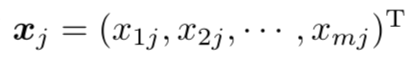 𝒙ⱼ = (x₁ⱼ, x₂ⱼ, ⋯ , xₘⱼ)ᵀ